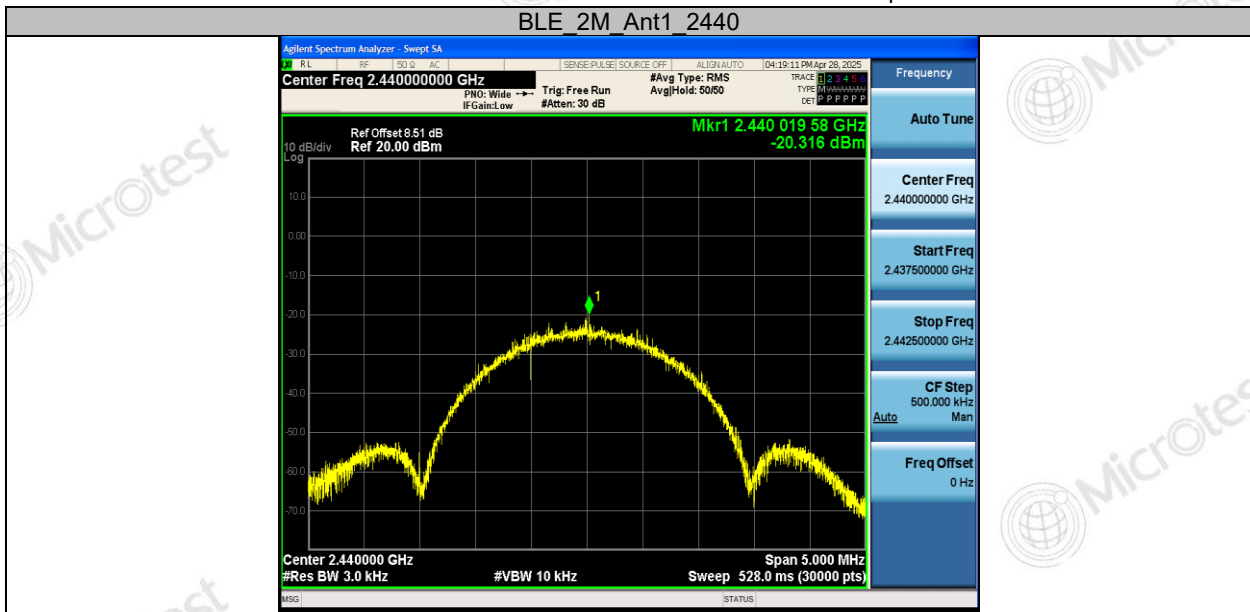 BLE_2M_Ant1_2440
Agilent Spectrum Analyzer - Swept SA
RL RF 50 Ω AC SENSE:PULSE SOURCE OFF ALIGN AUTO 04:19:11 PM Apr 28, 2025
Center Freq 2.440000000 GHz
#Avg Type: RMS
TRACE 1 2 3 4 5 6
PNO: Wide
Trig: Free Run
Avg|Hold: 50/50
TYPE M
IFGain:Low
#Atten: 30 dB
DET P P P P P P
Mkr1 2.440 019 58 GHz
-20.316 dBm
Ref Offset 8.51 dB
10 dB/div Ref 20.00 dBm
Log
10.0
0.00
-10.0
-20.0
-30.0
-40.0
-50.0
-60.0
-70.0
1
Center 2.440000 GHz
Span 5.000 MHz
#Res BW 3.0 kHz
#VBW 10 kHz
Sweep 528.0 ms (30000 pts)
MSG
STATUS
Frequency
Auto Tune
Center Freq
2.440000000 GHz
Start Freq
2.437500000 GHz
Stop Freq
2.442500000 GHz
CF Step
500.000 kHz
Auto Man
Freq Offset
0 Hz
Microtest
Microtest